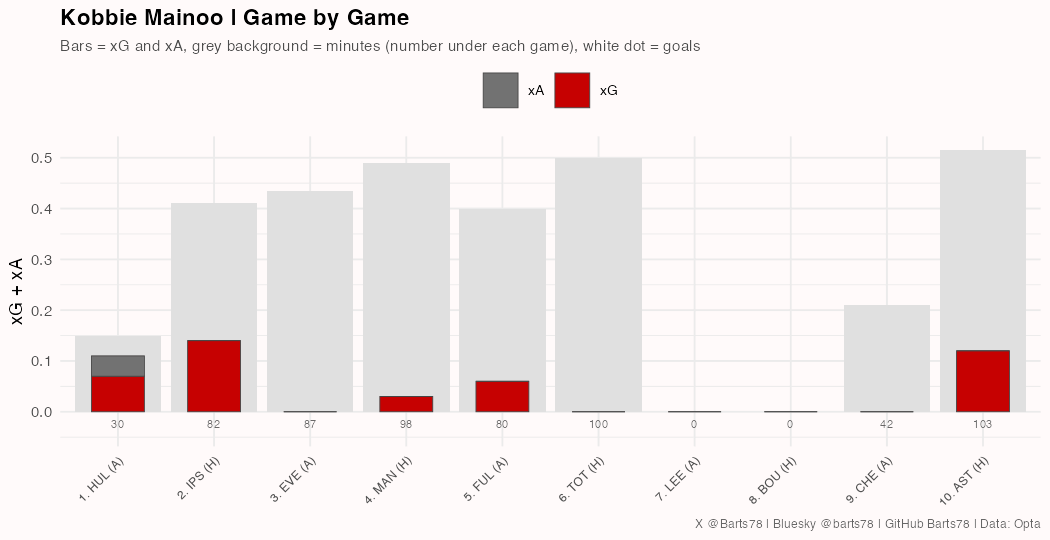 Kobbie Mainoo | Game by Game
Bars = xG and xA, grey background = minutes (number under each game), white dot = goals
xA xG
xG + xA
0.5
0.4
0.3
0.2
0.1
0.0
30 82 87 98 80 100 0 0 42 103
1. HUL (A)
2. IPS (H)
3. EVE (A)
4. MAN (H)
5. FUL (A)
6. TOT (H)
7. LEE (A)
8. BOU (H)
9. CHE (A)
10. AST (H)
X @Barts78 | Bluesky @barts78 | GitHub Barts78 | Data: Opta